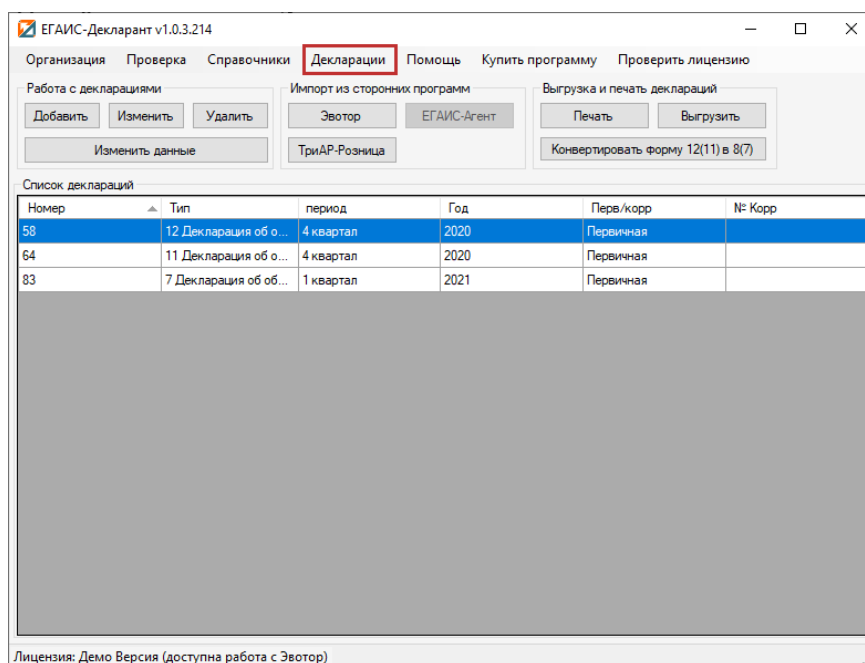 ЕГАИС-Декларант v1.0.3.214
Организация Проверка Справочники Декларации Помощь Купить программу Проверить лицензию
Работа с декларациями Импорт из сторонних программ Выгрузка и печать деклараций
Добавить Изменить Удалить Эвотор ЕГАИС-Агент Печать Выгрузить
Изменить данные ТриАР-Розница Конвертировать форму 12(11) в 8(7)
Список деклараций
Номер Тип период Год Перв/корр № Корр
58 12 Декларация об о... 4 квартал 2020 Первичная
64 11 Декларация об о... 4 квартал 2020 Первичная
83 7 Декларация об об... 1 квартал 2021 Первичная
Лицензия: Демо Версия (доступна работа с Эвотор)